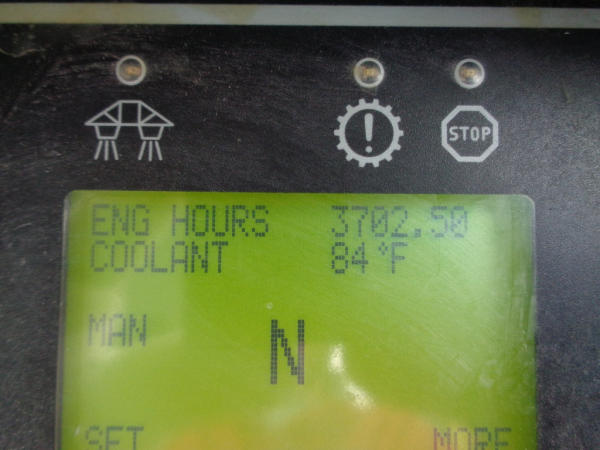 STOP
ENG HOURS 3702.50
COOLANT 84°F
MAN N
SET MORE